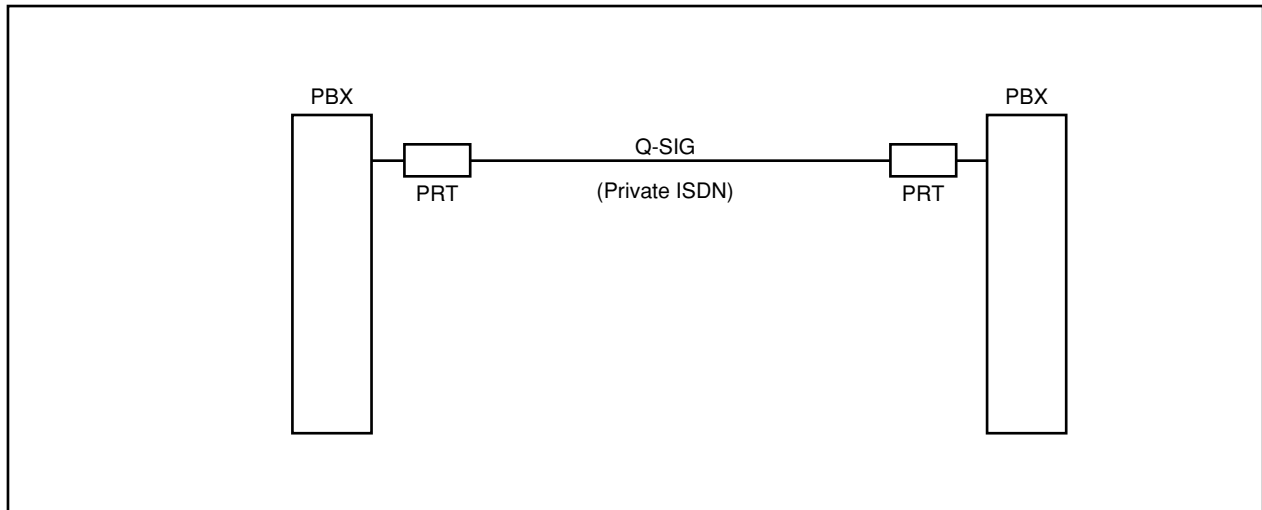 PBX
PBX
Q-SIG
PRT
(Private ISDN)
PRT